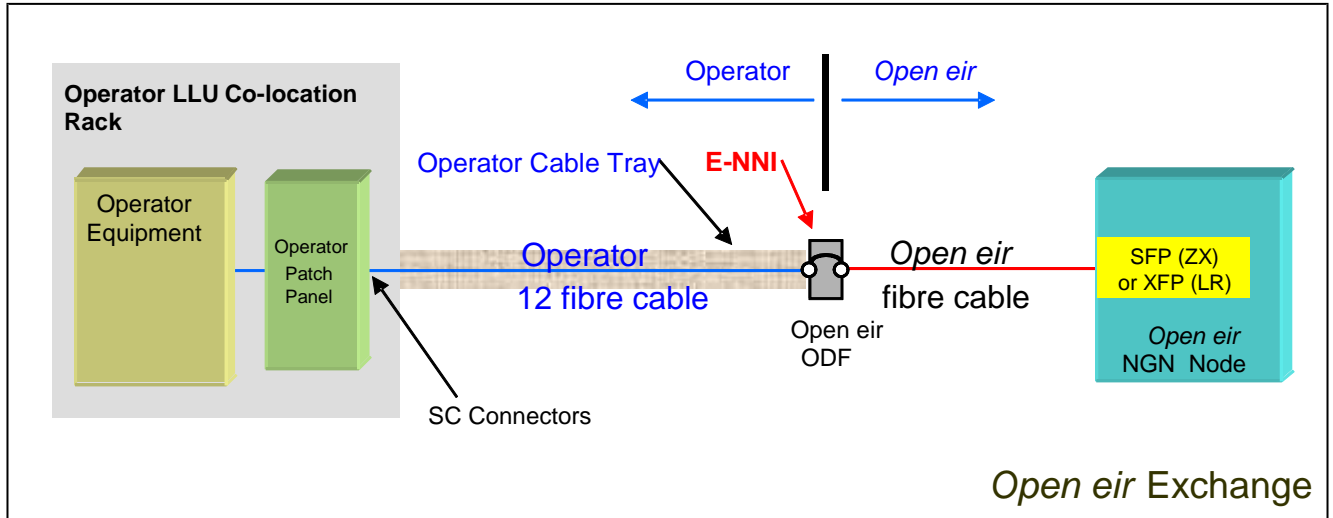 Operator
Open eir
Operator LLU Co-location
Rack
Operator Cable Tray
E-NNI
Operator
Equipment
Operator
Patch
Panel
Operator
12 fibre cable
Open eir
fibre cable
SFP (ZX)
or XFP (LR)
Open eir
NGN Node
Open eir
ODF
SC Connectors
Open eir Exchange